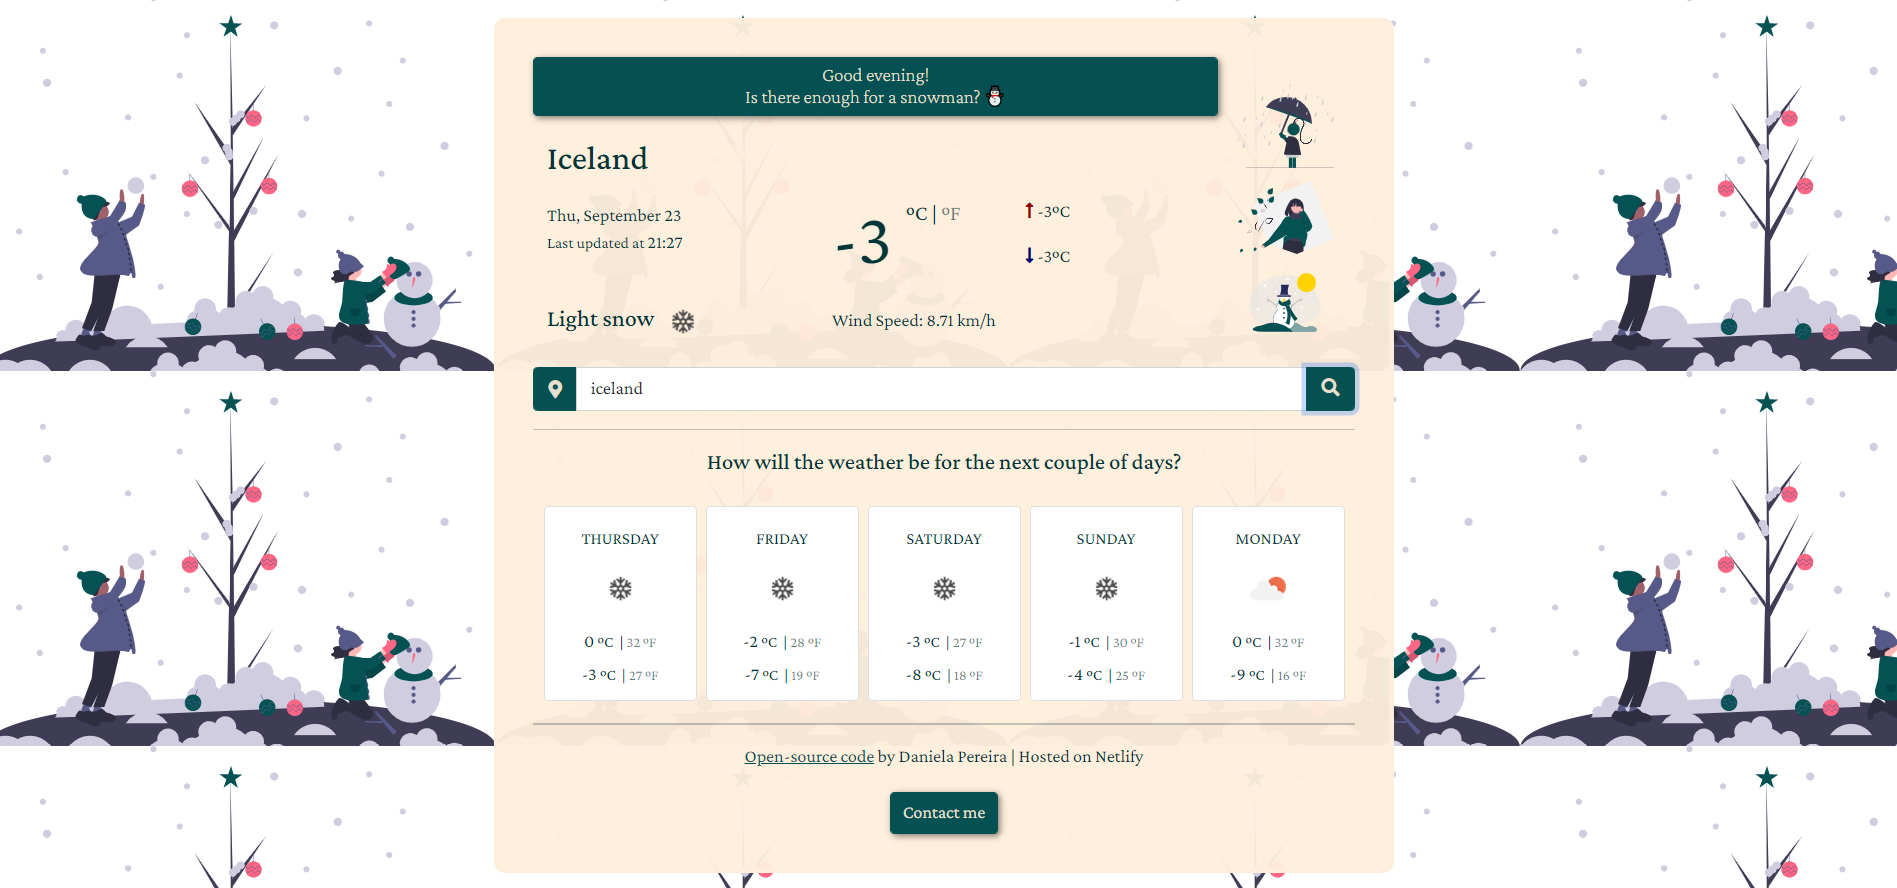 Good evening!
Is there enough for a snowman?
Iceland
Thu, September 23
Last updated at 21:27
-3
ºC | ºF
-3ºC
-3ºC
Light snow
Wind Speed: 8.71 km/h
iceland
How will the weather be for the next couple of days?
THURSDAY
0 ºC | 32 ºF
-3 ºC | 27 ºF
FRIDAY
-2 ºC | 28 ºF
-7 ºC | 19 ºF
SATURDAY
-3 ºC | 27 ºF
-8 ºC | 18 ºF
SUNDAY
-1 ºC | 30 ºF
-4 ºC | 25 ºF
MONDAY
0 ºC | 32 ºF
-9 ºC | 16 ºF
Open-source code by Daniela Pereira | Hosted on Netlify
Contact me